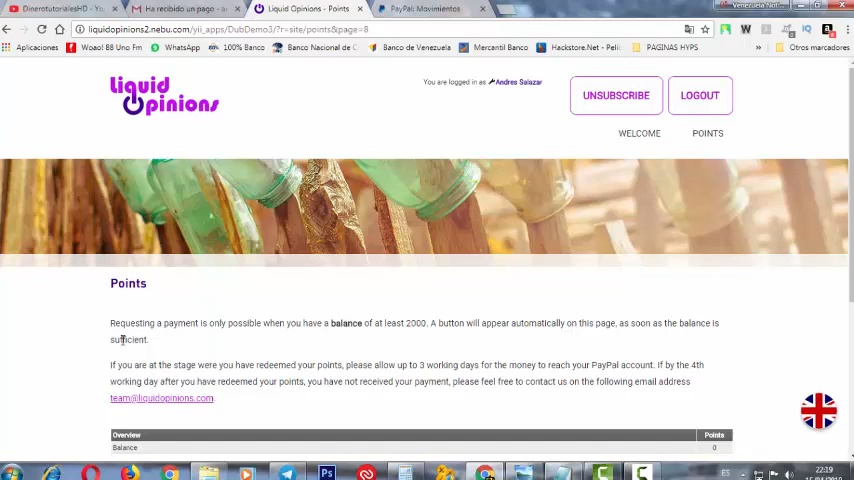 DinerotutorialesHD - Yo
Ha recibido un pago - a
Liquid Opinions - Points
PayPal: Movimientos
Venezuela Noti
liquidopinions2.nebu.com/yii_apps/DubDemo3/?r=site/points&page=8
Aplicaciones
Woao! 88 Uno Fm
WhatsApp
100% Banco
Banco Nacional de C
Banco de Venezuela
Mercantil Banco
Hackstore.Net - Pelic
PAGINAS HYPS
Otros marcadores
Liquid Opinions
You are logged in as Andres Salazar
UNSUBSCRIBE
LOGOUT
WELCOME
POINTS
Points
Requesting a payment is only possible when you have a balance of at least 2000. A button will appear automatically on this page, as soon as the balance is
sufficient.
If you are at the stage were you have redeemed your points, please allow up to 3 working days for the money to reach your PayPal account. If by the 4th
working day after you have redeemed your points, you have not received your payment, please feel free to contact us on the following email address
team@liquidopinions.com
Overview Points
Balance 0
ES
22:19
15/04/2019